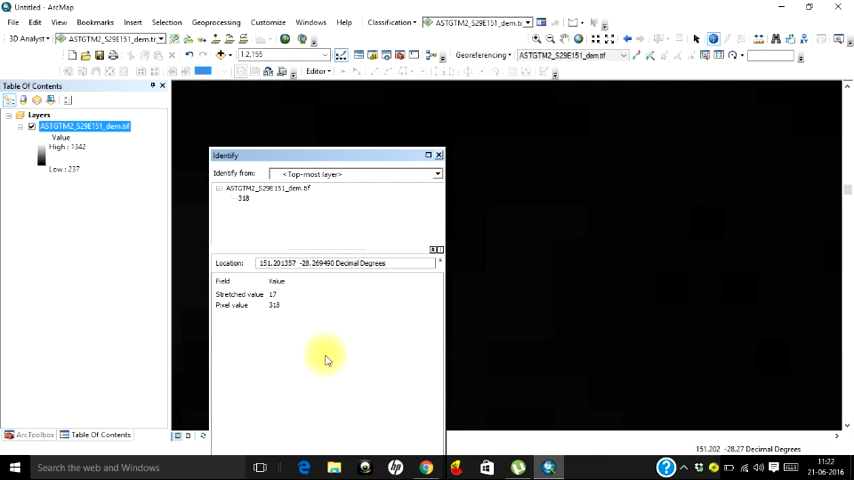 Untitled - ArcMap
File Edit View Bookmarks Insert Selection Geoprocessing Customize Windows Help Classification ASTGTM2_S29E151_dem.ti
3D Analyst ASTGTM2_S29E151_dem.tif
1:2,155 Georeferencing ASTGTM2_S29E151_dem.tif
Editor
Table Of Contents
Layers
ASTGTM2_S29E151_dem.tif
Value
High : 1342
Low : 237
Identify
Identify from: <Top-most layer>
ASTGTM2_S29E151_dem.tif
318
Location: 151.201357 -28.269490 Decimal Degrees
Field Value
Stretched value 17
Pixel value 318
ArcToolbox Table Of Contents
151.202 -28.27 Decimal Degrees
Search the web and Windows
11:22
21-06-2016